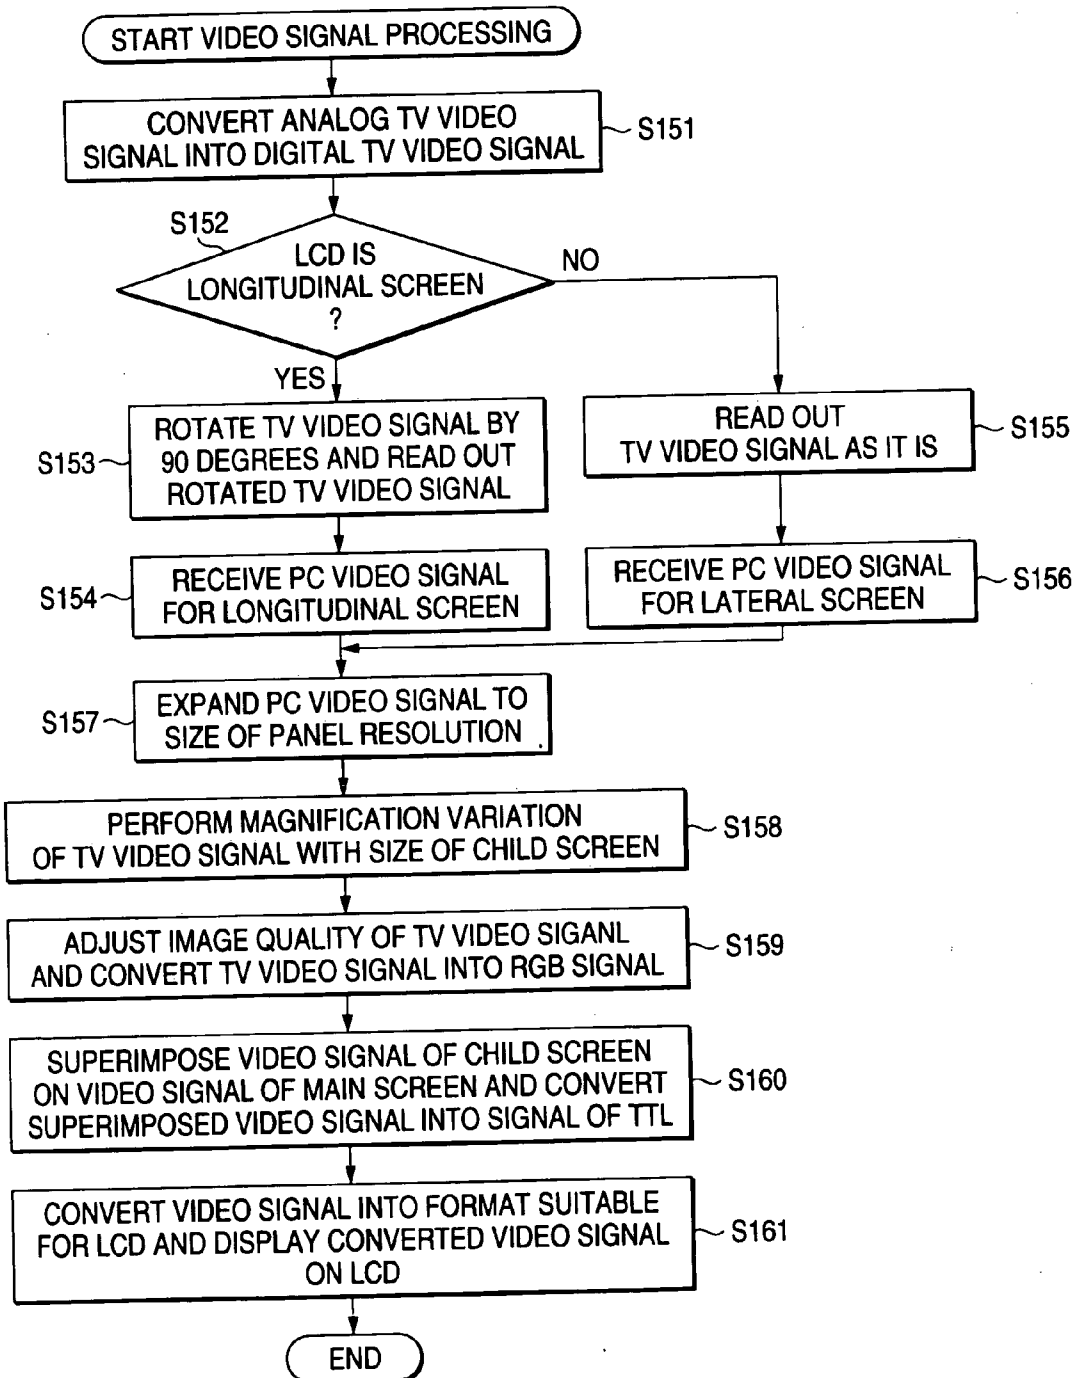 START VIDEO SIGNAL PROCESSING
CONVERT ANALOG TV VIDEO
SIGNAL INTO DIGITAL TV VIDEO SIGNAL
S151
S152
LCD IS
LONGITUDINAL SCREEN
?
NO
YES
ROTATE TV VIDEO SIGNAL BY
90 DEGREES AND READ OUT
ROTATED TV VIDEO SIGNAL
S153
READ OUT
TV VIDEO SIGNAL AS IT IS
S155
RECEIVE PC VIDEO SIGNAL
FOR LONGITUDINAL SCREEN
S154
RECEIVE PC VIDEO SIGNAL
FOR LATERAL SCREEN
S156
EXPAND PC VIDEO SIGNAL TO
SIZE OF PANEL RESOLUTION
S157
PERFORM MAGNIFICATION VARIATION
OF TV VIDEO SIGNAL WITH SIZE OF CHILD SCREEN
S158
ADJUST IMAGE QUALITY OF TV VIDEO SIGANL
AND CONVERT TV VIDEO SIGNAL INTO RGB SIGNAL
S159
SUPERIMPOSE VIDEO SIGNAL OF CHILD SCREEN
ON VIDEO SIGNAL OF MAIN SCREEN AND CONVERT
SUPERIMPOSED VIDEO SIGNAL INTO SIGNAL OF TTL
S160
CONVERT VIDEO SIGNAL INTO FORMAT SUITABLE
FOR LCD AND DISPLAY CONVERTED VIDEO SIGNAL
ON LCD
S161
END